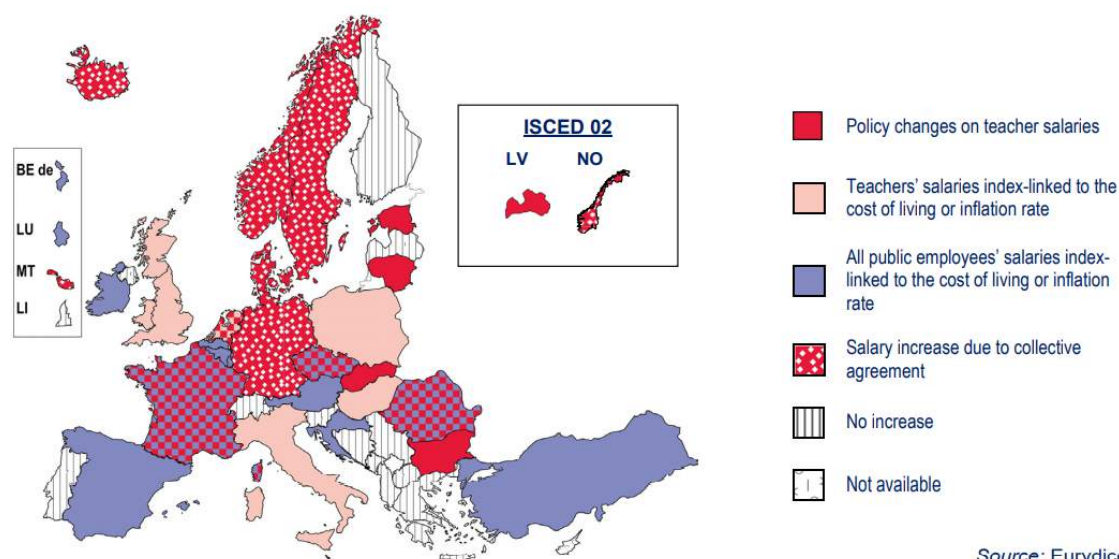 ISCED 02
LV NO
BE de
LU
MT
LI
Policy changes on teacher salaries
Teachers' salaries index-linked to the
cost of living or inflation rate
All public employees' salaries index-
linked to the cost of living or inflation
rate
Salary increase due to collective
agreement
No increase
Not available
Source: Eurydice